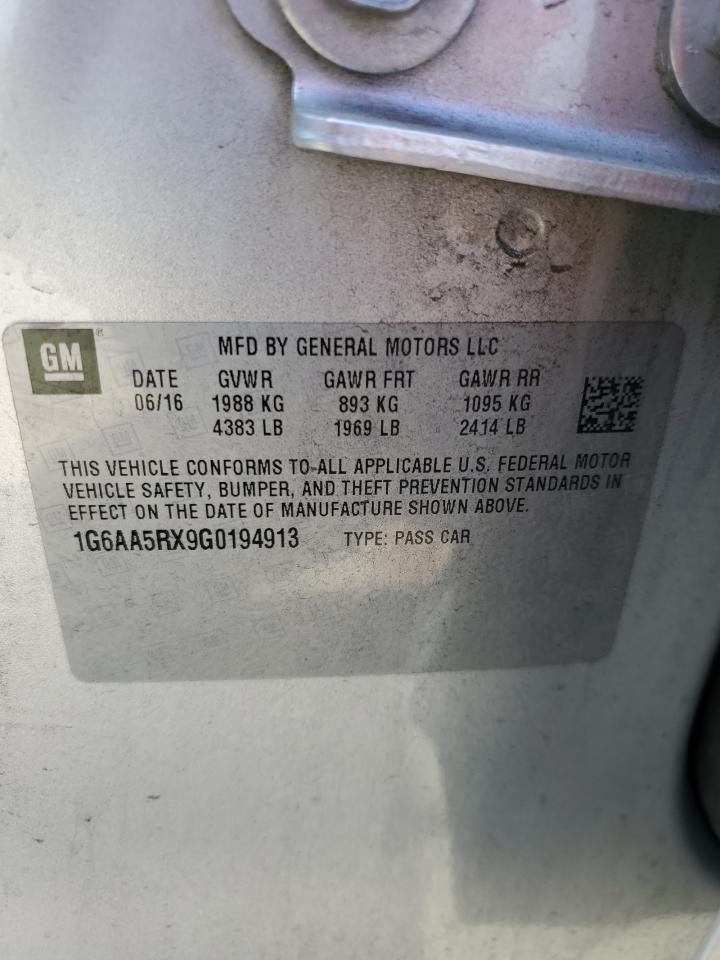 GM® MFD BY GENERAL MOTORS LLC
DATE GVWR GAWR FRT GAWR RR
06/16 1988 KG 893 KG 1095 KG
4383 LB 1969 LB 2414 LB
THIS VEHICLE CONFORMS TO ALL APPLICABLE U.S. FEDERAL MOTOR
VEHICLE SAFETY, BUMPER, AND THEFT PREVENTION STANDARDS IN
EFFECT ON THE DATE OF MANUFACTURE SHOWN ABOVE.
1G6AA5RX9G0194913 TYPE: PASS CAR